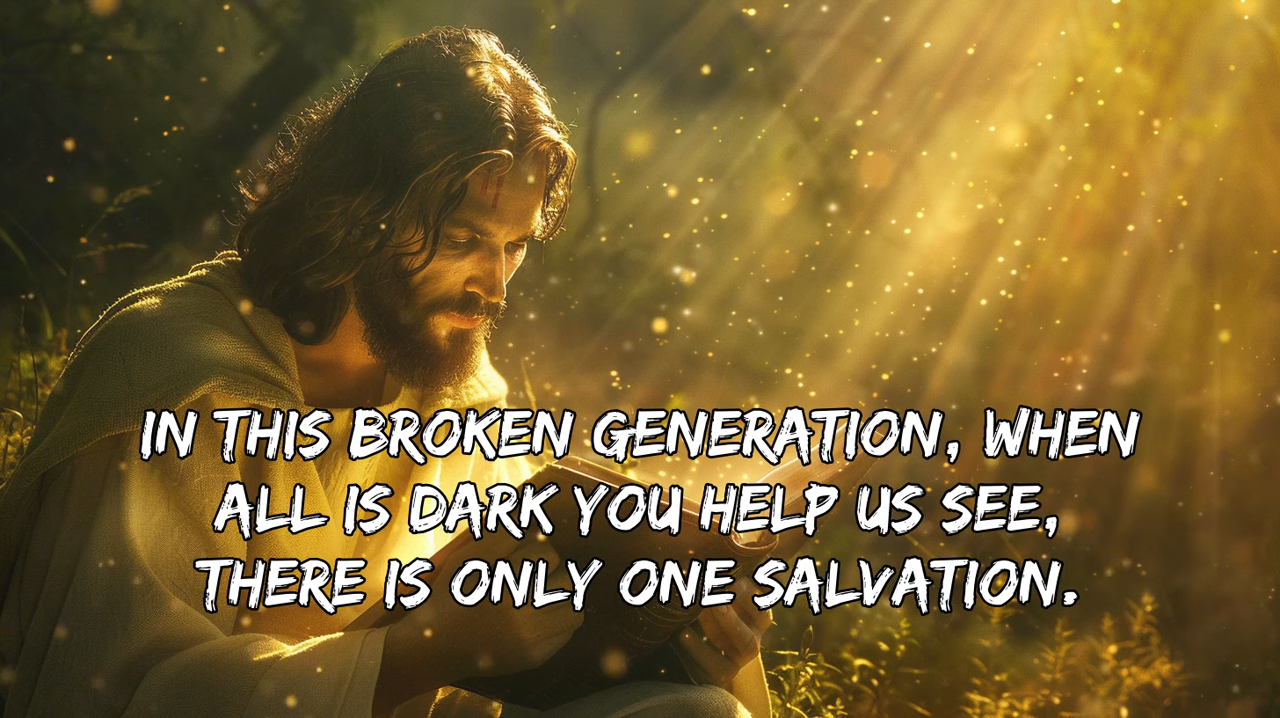 IN THIS BROKEN GENERATION, WHEN
ALL IS DARK YOU HELP US SEE,
THERE IS ONLY ONE SALVATION.